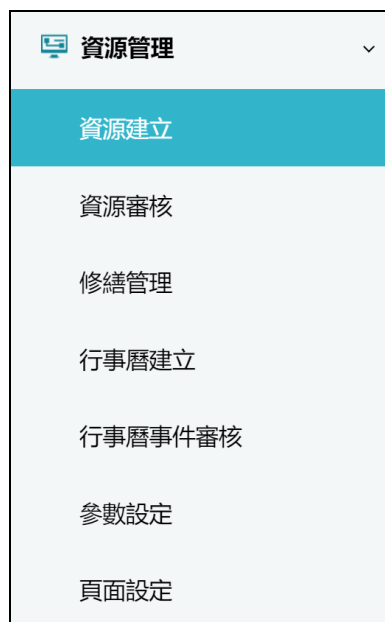 資源管理
資源建立
資源審核
修繕管理
行事曆建立
行事曆事件審核
參數設定
頁面設定